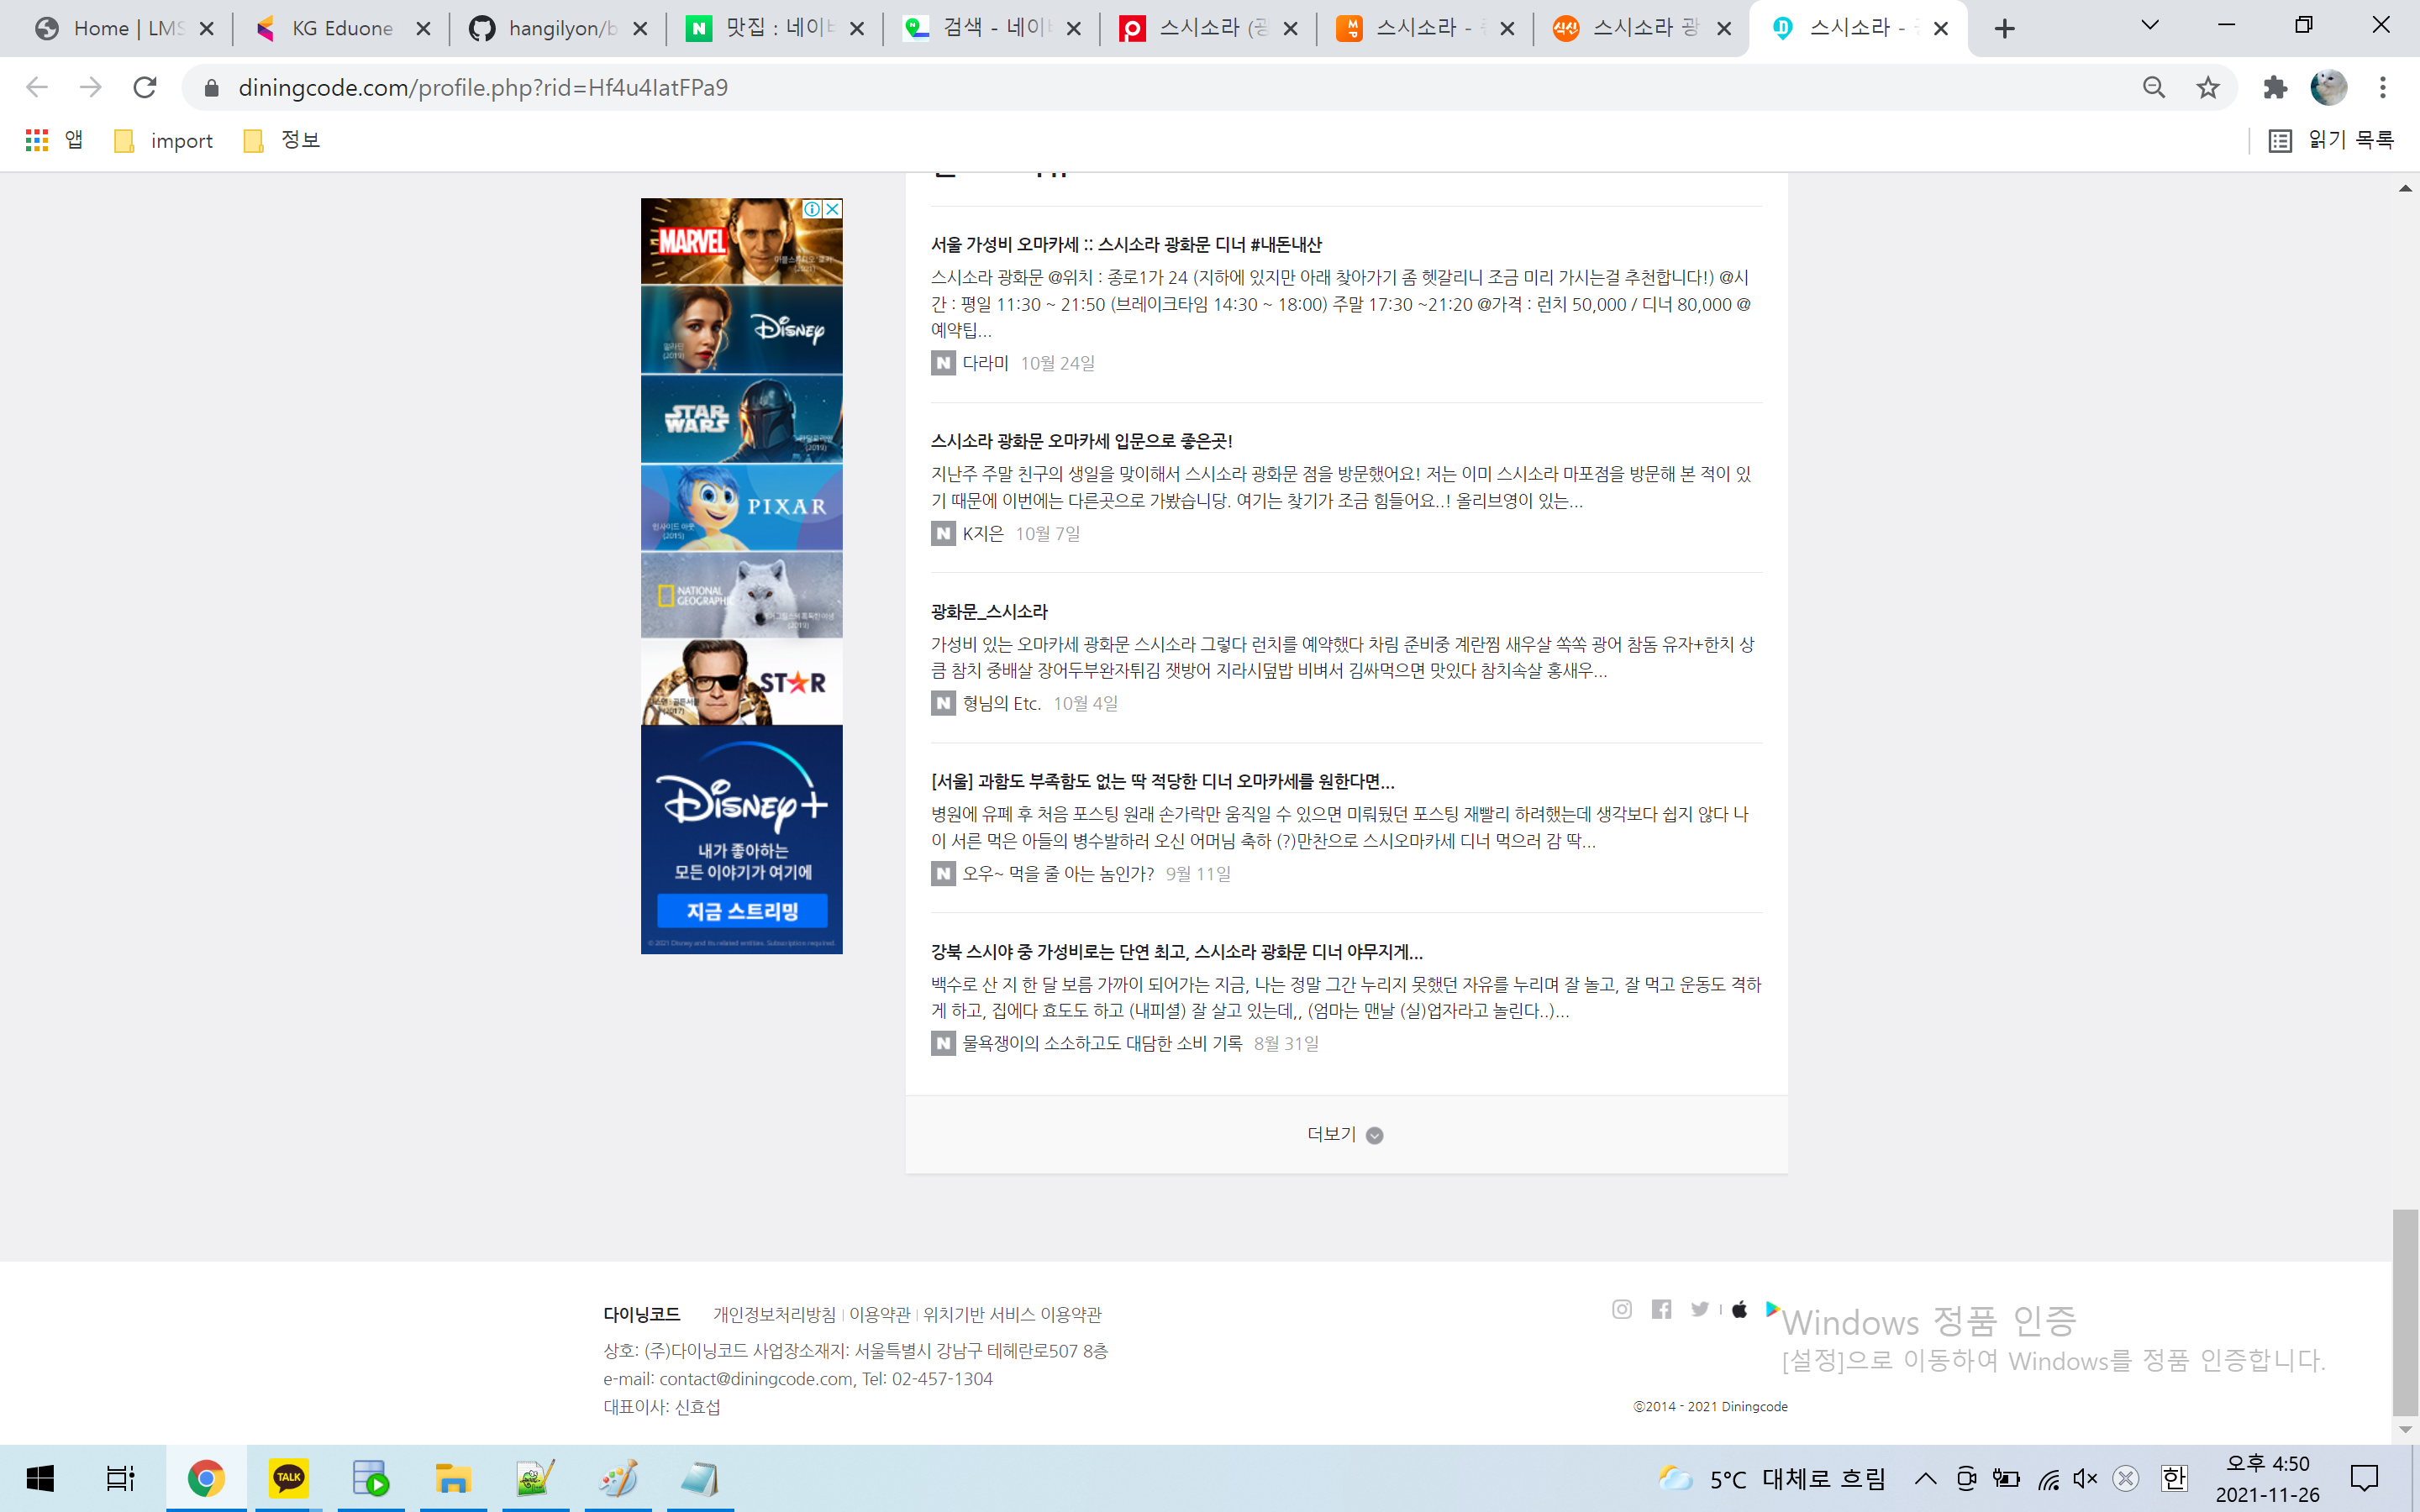 Home | LMS
KG Eduone
hangilyon/b
맛집 : 네이버
검색 - 네이버
스시소라 (광
스시소라 -
스시소라 광
스시소라 -
diningcode.com/profile.php?rid=Hf4u4IatFPa9
앱
import
정보
읽기 목록
서울 가성비 오마카세 :: 스시소라 광화문 디너 #내돈내산
스시소라 광화문 @위치 : 종로1가 24 (지하에 있지만 아래 찾아가기 좀 헷갈리니 조금 미리 가시는걸 추천합니다!) @시
간 : 평일 11:30 ~ 21:50 (브레이크타임 14:30 ~ 18:00) 주말 17:30 ~21:20 @가격 : 런치 50,000 / 디너 80,000 @
예약팁...
N 다라미 10월 24일
스시소라 광화문 오마카세 입문으로 좋은곳!
지난주 주말 친구의 생일을 맞이해서 스시소라 광화문 점을 방문했어요! 저는 이미 스시소라 마포점을 방문해 본 적이 있
기 때문에 이번에는 다른곳으로 가봤습니당. 여기는 찾기가 조금 힘들어요..! 올리브영이 있는...
N K지은 10월 7일
광화문_스시소라
가성비 있는 오마카세 광화문 스시소라 그렇다 런치를 예약했다 차림 준비중 계란찜 새우살 쏙쏙 광어 참돔 유자+한치 상
큼 참치 중배살 장어두부완자튀김 잿방어 지라시덮밥 비벼서 김싸먹으면 맛있다 참치속살 홍새우...
N 형님의 Etc. 10월 4일
[서울] 과함도 부족함도 없는 딱 적당한 디너 오마카세를 원한다면...
병원에 유폐 후 처음 포스팅 원래 손가락만 움직일 수 있으면 미뤄뒀던 포스팅 재빨리 하려했는데 생각보다 쉽지 않다 나
이 서른 먹은 아들의 병수발하러 오신 어머님 축하 (?)만찬으로 스시오마카세 디너 먹으러 감 딱...
N 오우~ 먹을 줄 아는 놈인가? 9월 11일
강북 스시야 중 가성비로는 단연 최고, 스시소라 광화문 디너 야무지게...
백수로 산 지 한 달 보름 가까이 되어가는 지금, 나는 정말 그간 누리지 못했던 자유를 누리며 잘 놀고, 잘 먹고 운동도 격하
게 하고, 집에다 효도도 하고 (내피셜) 잘 살고 있는데,, (엄마는 맨날 (실)업자라고 놀린다..)...
N 물욕쟁이의 소소하고도 대담한 소비 기록 8월 31일
더보기
MARVEL
(2021)
DISNEY
알라딘
(2019)
STAR
WARS
(2019)
PIXAR
인사이드 아웃
(2015)
NATIONAL
GEOGRAPHIC
(2019)
STAR
(2017)
DISNEY+
내가 좋아하는
모든 이야기가 여기에
지금 스트리밍
© 2021 Disney and its related entities. Subscription required.
다이닝코드 개인정보처리방침 | 이용약관 | 위치기반 서비스 이용약관
상호: (주)다이닝코드 사업장소재지: 서울특별시 강남구 테헤란로507 8층
e-mail: contact@diningcode.com, Tel: 02-457-1304
대표이사: 신효섭
©2014 - 2021 Diningcode
Windows 정품 인증
[설정]으로 이동하여 Windows를 정품 인증합니다.
TALK
5°C 대체로 흐림
한
오후 4:50
2021-11-26